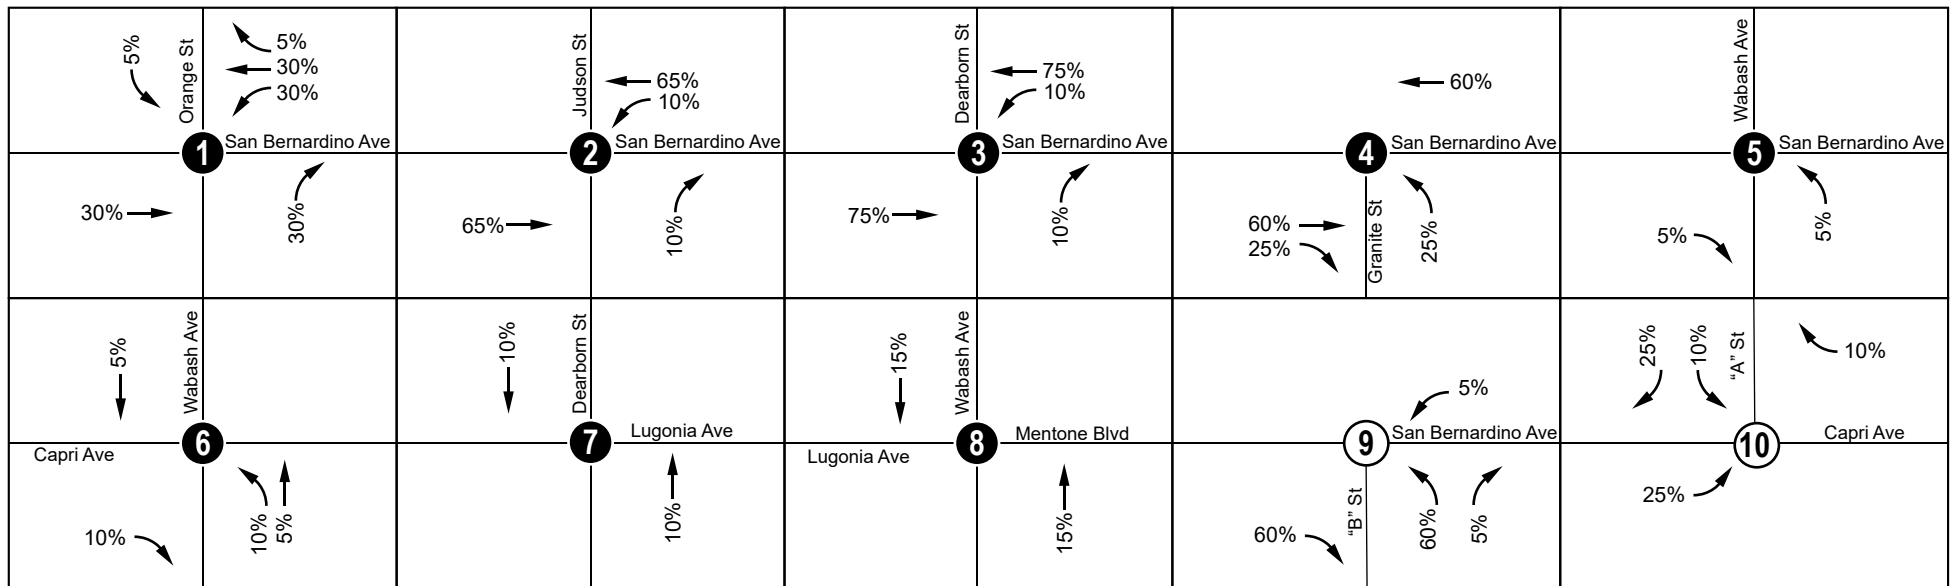 5%
Orange St
5%
30%
30%
1
San Bernardino Ave
30%
30%
Judson St
65%
10%
2
San Bernardino Ave
65%
10%
Dearborn St
75%
10%
3
San Bernardino Ave
75%
10%
60%
4
San Bernardino Ave
60%
25%
Granite St
25%
Wabash Ave
5
San Bernardino Ave
5%
5%
5%
Wabash Ave
6
Capri Ave
10%
10%
5%
10%
Dearborn St
7
Lugonia Ave
10%
15%
Wabash Ave
8
Mentone Blvd
Lugonia Ave
15%
5%
9
San Bernardino Ave
60%
"B" St
60%
5%
25%
10%
"A" St
10%
10
Capri Ave
25%